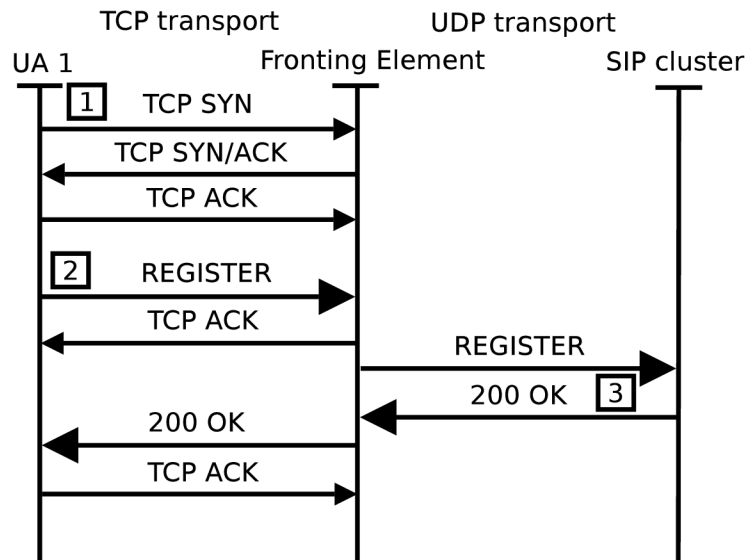 TCP transport
UDP transport
UA 1
Fronting Element
SIP cluster
1
TCP SYN
TCP SYN/ACK
TCP ACK
2
REGISTER
TCP ACK
REGISTER
200 OK
3
200 OK
TCP ACK